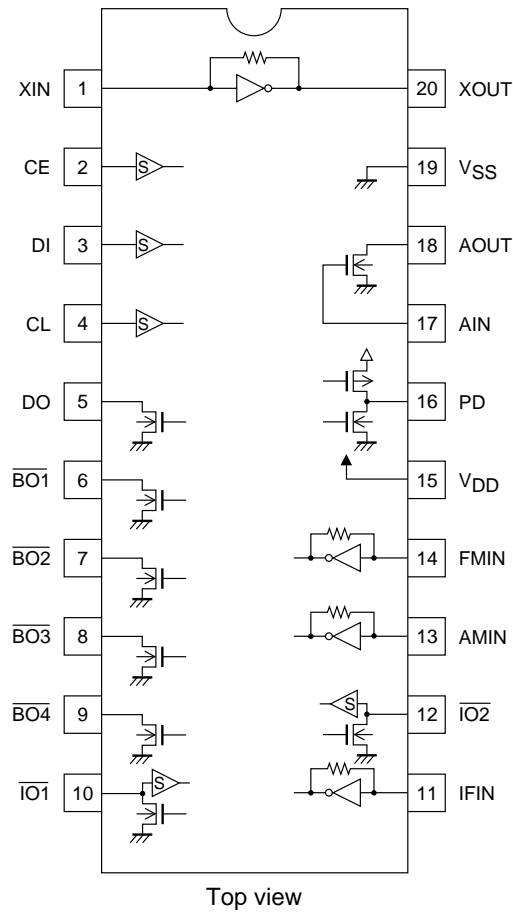 XIN 1 20 XOUT
CE 2 S 19 VSS
DI 3 S 18 AOUT
CL 4 S 17 AIN
DO 5 16 PD
BO1 6 15 VDD
BO2 7 14 FMIN
BO3 8 13 AMIN
BO4 9 S 12 IO2
IO1 10 S 11 IFIN
Top view